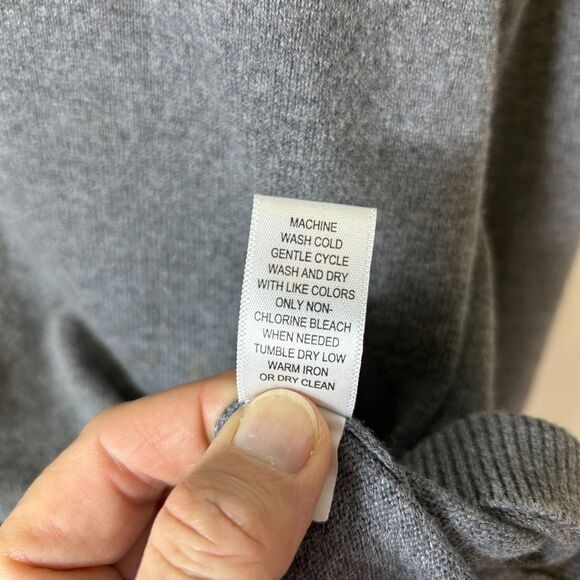 MACHINE
WASH COLD
GENTLE CYCLE
WASH AND DRY
WITH LIKE COLORS
ONLY NON-
CHLORINE BLEACH
WHEN NEEDED
TUMBLE DRY LOW
WARM IRON
OR DRY CLEAN